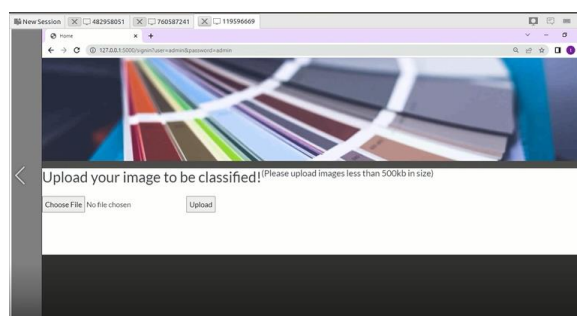 New Session 482958051 760587241 119596669
Home
127.0.0.1:5000/signin?user=admin&password=admin
Upload your image to be classified!(Please upload images less than 500kb in size)
Choose File No file chosen Upload